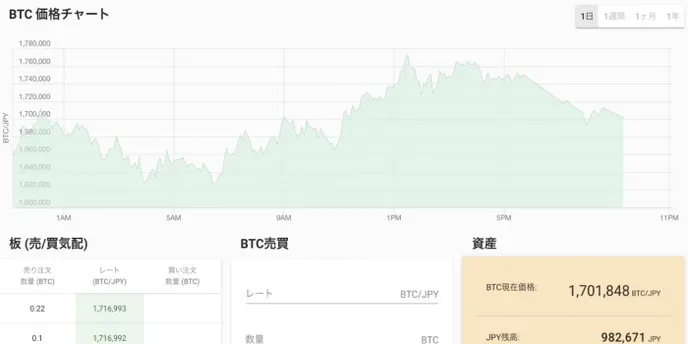 BTC 価格チャート
1日 1週間 1ヶ月 1年
1,780,000
1,760,000
1,740,000
1,720,000
1,700,000
1,680,000
1,660,000
1,640,000
1,620,000
1,600,000
BTC/JPY
1AM 5AM 9AM 1PM 5PM 11PM
板 (売/買気配)
売り注文 レート 買い注文
数量 (BTC) (BTC/JPY) 数量 (BTC)
0.22 1,716,993
0.1 1,716,992
BTC売買
レート BTC/JPY
数量 BTC
資産
BTC現在価格: 1,701,848 BTC/JPY
JPY残高: 982,671 JPY